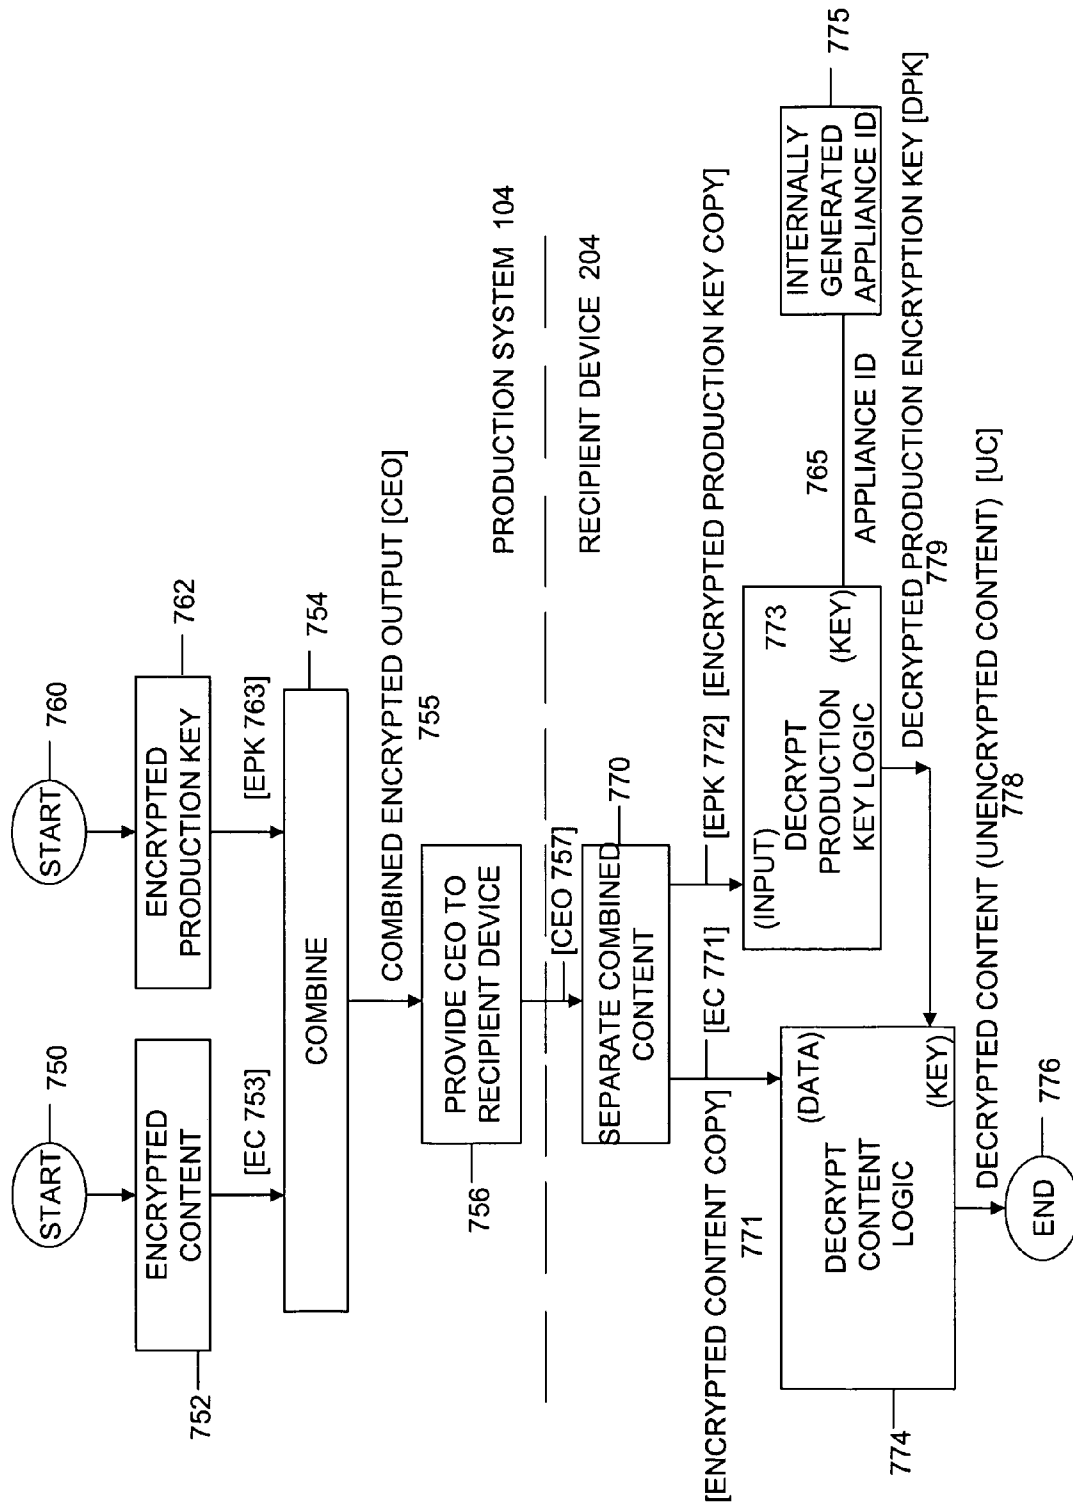 START
750
START
760
ENCRYPTED
CONTENT
752
ENCRYPTED
PRODUCTION KEY
762
[EC 753]
[EPK 763]
COMBINE
754
COMBINED ENCRYPTED OUTPUT [CEO]
755
PROVIDE CEO TO
RECIPIENT DEVICE
756
PRODUCTION SYSTEM 104
RECIPIENT DEVICE 204
[CEO 757]
SEPARATE COMBINED
CONTENT
770
[ENCRYPTED CONTENT COPY]
771
[EC 771]
[EPK 772] [ENCRYPTED PRODUCTION KEY COPY]
(INPUT)
773
DECRYPT
PRODUCTION
KEY LOGIC
(KEY)
765
APPLIANCE ID
INTERNALLY
GENERATED
APPLIANCE ID
775
DECRYPTED PRODUCTION ENCRYPTION KEY [DPK]
779
(DATA)
DECRYPT
CONTENT
LOGIC
(KEY)
774
DECRYPTED CONTENT (UNENCRYPTED CONTENT) [UC]
778
END
776